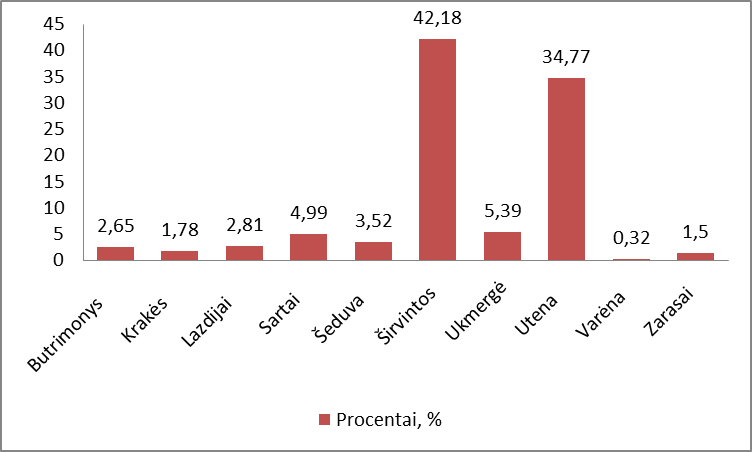 45
40
35
30
25
20
15
10
5
0
2,65
1,78
2,81
4,99
3,52
42,18
5,39
34,77
0,32
1,5
Butrimonys
Krakės
Lazdijai
Sartai
Šeduva
Širvintos
Ukmergė
Utena
Varėna
Zarasai
Procentai, %